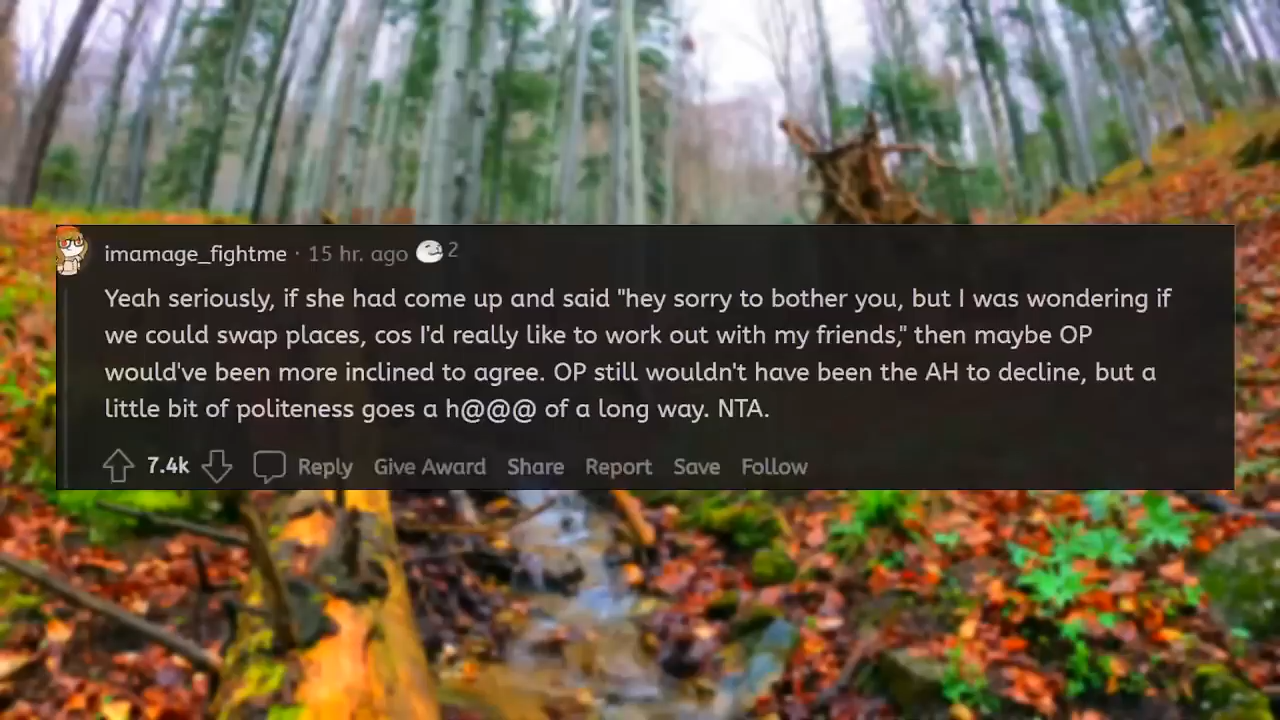 imamage_fightme · 15 hr. ago 2
Yeah seriously, if she had come up and said "hey sorry to bother you, but I was wondering if
we could swap places, cos I'd really like to work out with my friends," then maybe OP
would've been more inclined to agree. OP still wouldn't have been the AH to decline, but a
little bit of politeness goes a h@@@ of a long way. NTA.
7.4k Reply Give Award Share Report Save Follow